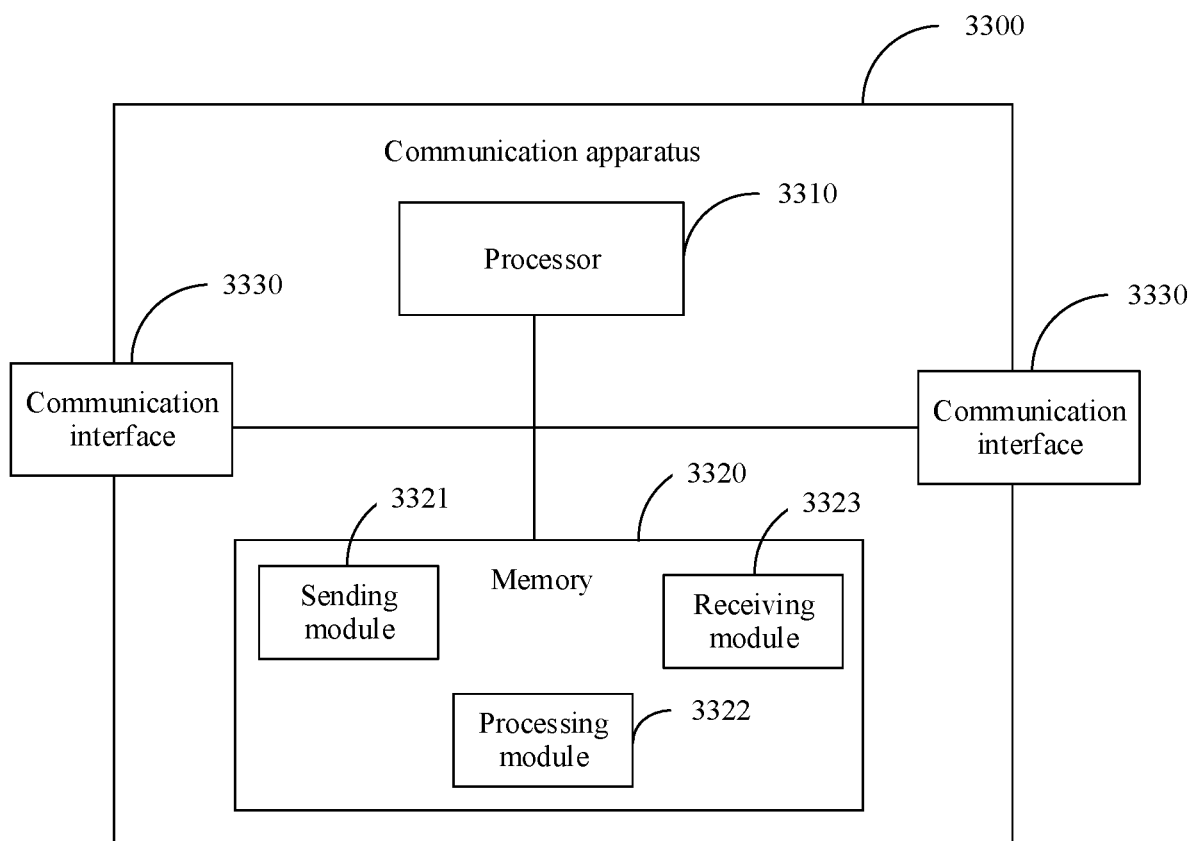 3300
Communication apparatus
3310
Processor
3330
3330
Communication
interface
Communication
interface
3320
3321
3323
Memory
Sending
module
Receiving
module
3322
Processing
module